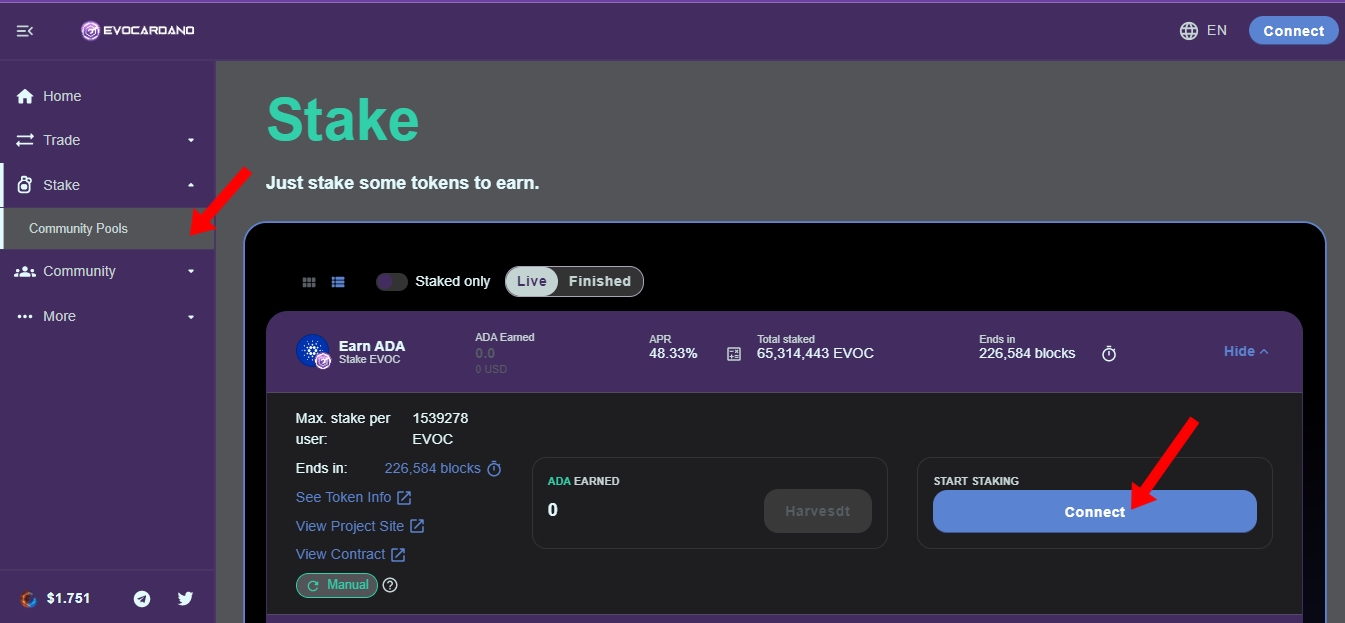 EVOCARDANO
EN
Connect
Home
Trade
Stake
Community Pools
Community
More
$1.751
Stake
Just stake some tokens to earn.
Staked only
Live
Finished
Earn ADA
Stake EVOC
ADA Earned
0.0
0 USD
APR
48.33%
Total staked
65,314,443 EVOC
Ends in
226,584 blocks
Hide
Max. stake per
user:
1539278
EVOC
Ends in:
226,584 blocks
See Token Info
View Project Site
View Contract
Manual
ADA EARNED
0
Harvesdt
START STAKING
Connect